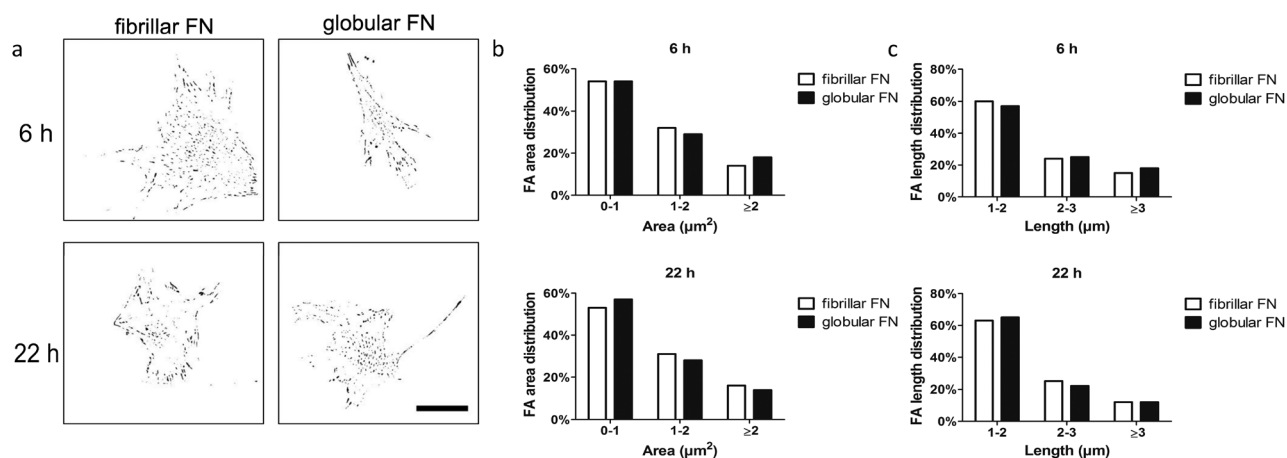 a
fibrillar FN
globular FN
6 h
22 h
b
6 h
FA area distribution
60%
40%
20%
0%
0-1
1-2
≥2
Area (µm²)
fibrillar FN
globular FN
22 h
FA area distribution
60%
40%
20%
0%
0-1
1-2
≥2
Area (µm²)
fibrillar FN
globular FN
c
6 h
FA length distribution
80%
60%
40%
20%
0%
1-2
2-3
≥3
Length (µm)
fibrillar FN
globular FN
22 h
FA length distribution
80%
60%
40%
20%
0%
1-2
2-3
≥3
Length (µm)
fibrillar FN
globular FN